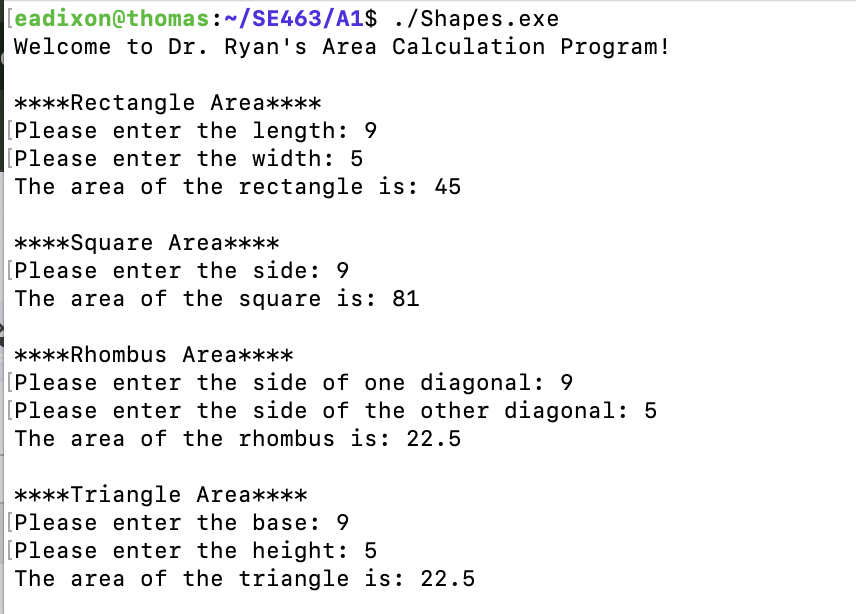 [eadixon@thomas:~/SE463/A1$ ./Shapes.exe
Welcome to Dr. Ryan's Area Calculation Program!
****Rectangle Area****
[Please enter the length: 9
[Please enter the width: 5
The area of the rectangle is: 45
****Square Area****
[Please enter the side: 9
The area of the square is: 81
****Rhombus Area****
[Please enter the side of one diagonal: 9
[Please enter the side of the other diagonal: 5
The area of the rhombus is: 22.5
****Triangle Area****
[Please enter the base: 9
[Please enter the height: 5
The area of the triangle is: 22.5